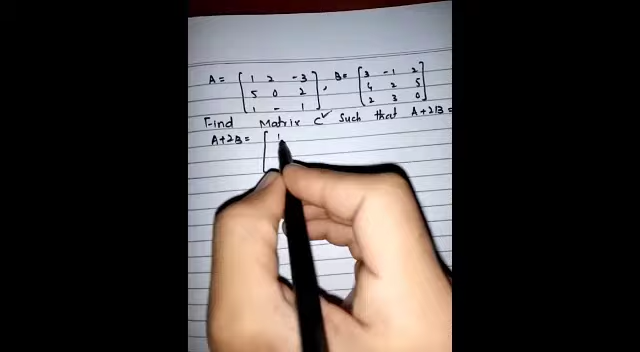 A = [ 1 2 -3 ] , B = [ 3 -1 2 ]
[ 5 0 2 ] [ 4 2 5 ]
[ 1 - 1 ] [ 2 3 0 ]
Find Matrix C Such that A+2B =
A+2B = [ 1